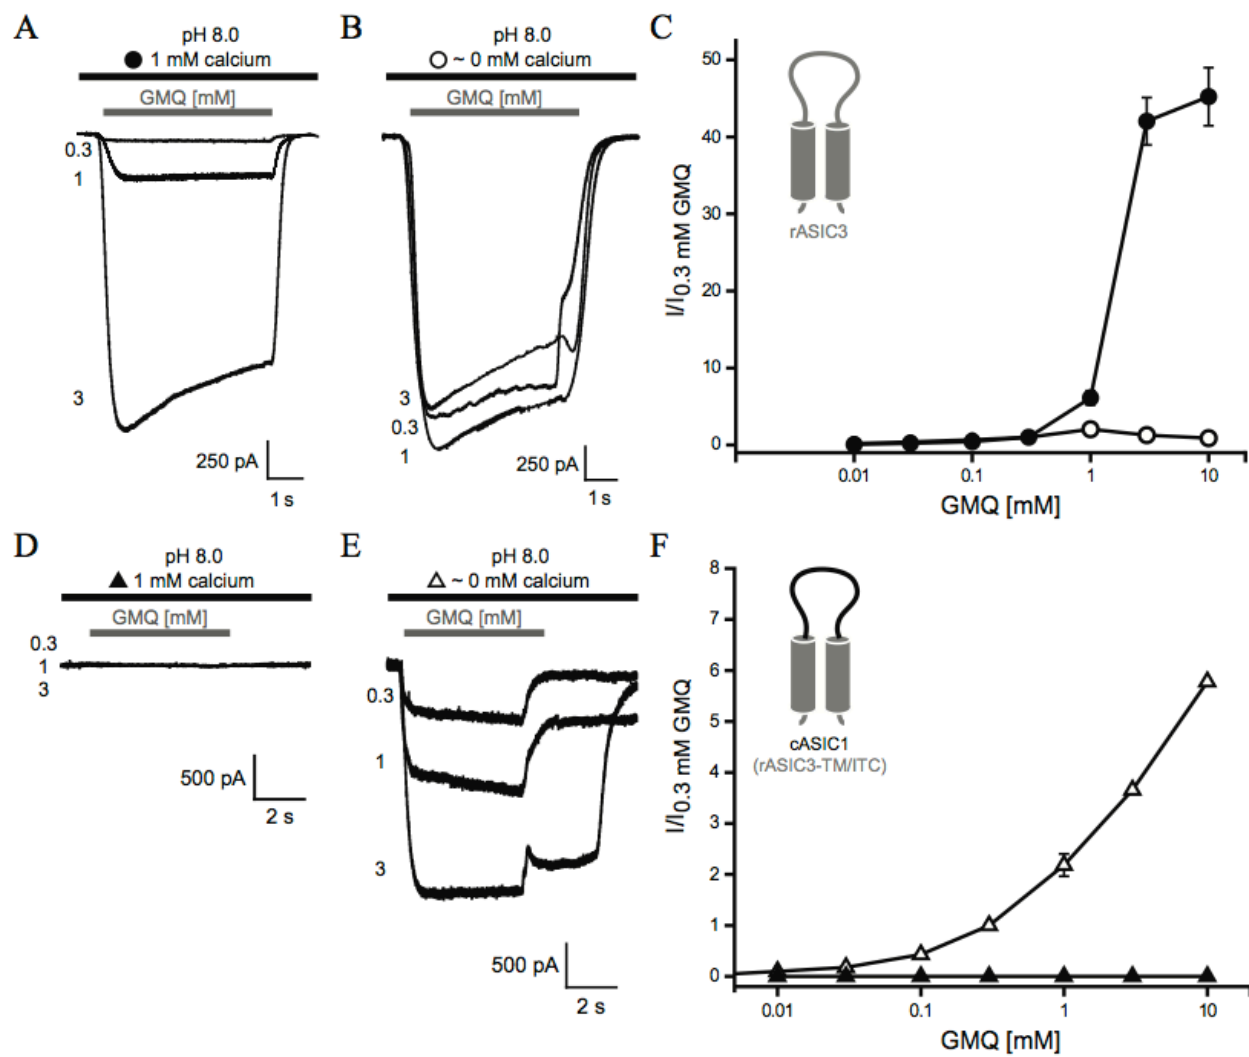 A
pH 8.0
● 1 mM calcium
GMQ [mM]
0.3
1
3
250 pA
1 s
B
pH 8.0
○ ~ 0 mM calcium
GMQ [mM]
3
0.3
1
250 pA
1 s
C
50
40
30
20
10
0
I/I0.3 mM GMQ
rASIC3
0.01
0.1
1
10
GMQ [mM]
D
pH 8.0
▲ 1 mM calcium
GMQ [mM]
0.3
1
3
500 pA
2 s
E
pH 8.0
△ ~ 0 mM calcium
GMQ [mM]
0.3
1
3
500 pA
2 s
F
8
7
6
5
4
3
2
1
0
I/I0.3 mM GMQ
cASIC1
(rASIC3-TM/ITC)
0.01
0.1
1
10
GMQ [mM]